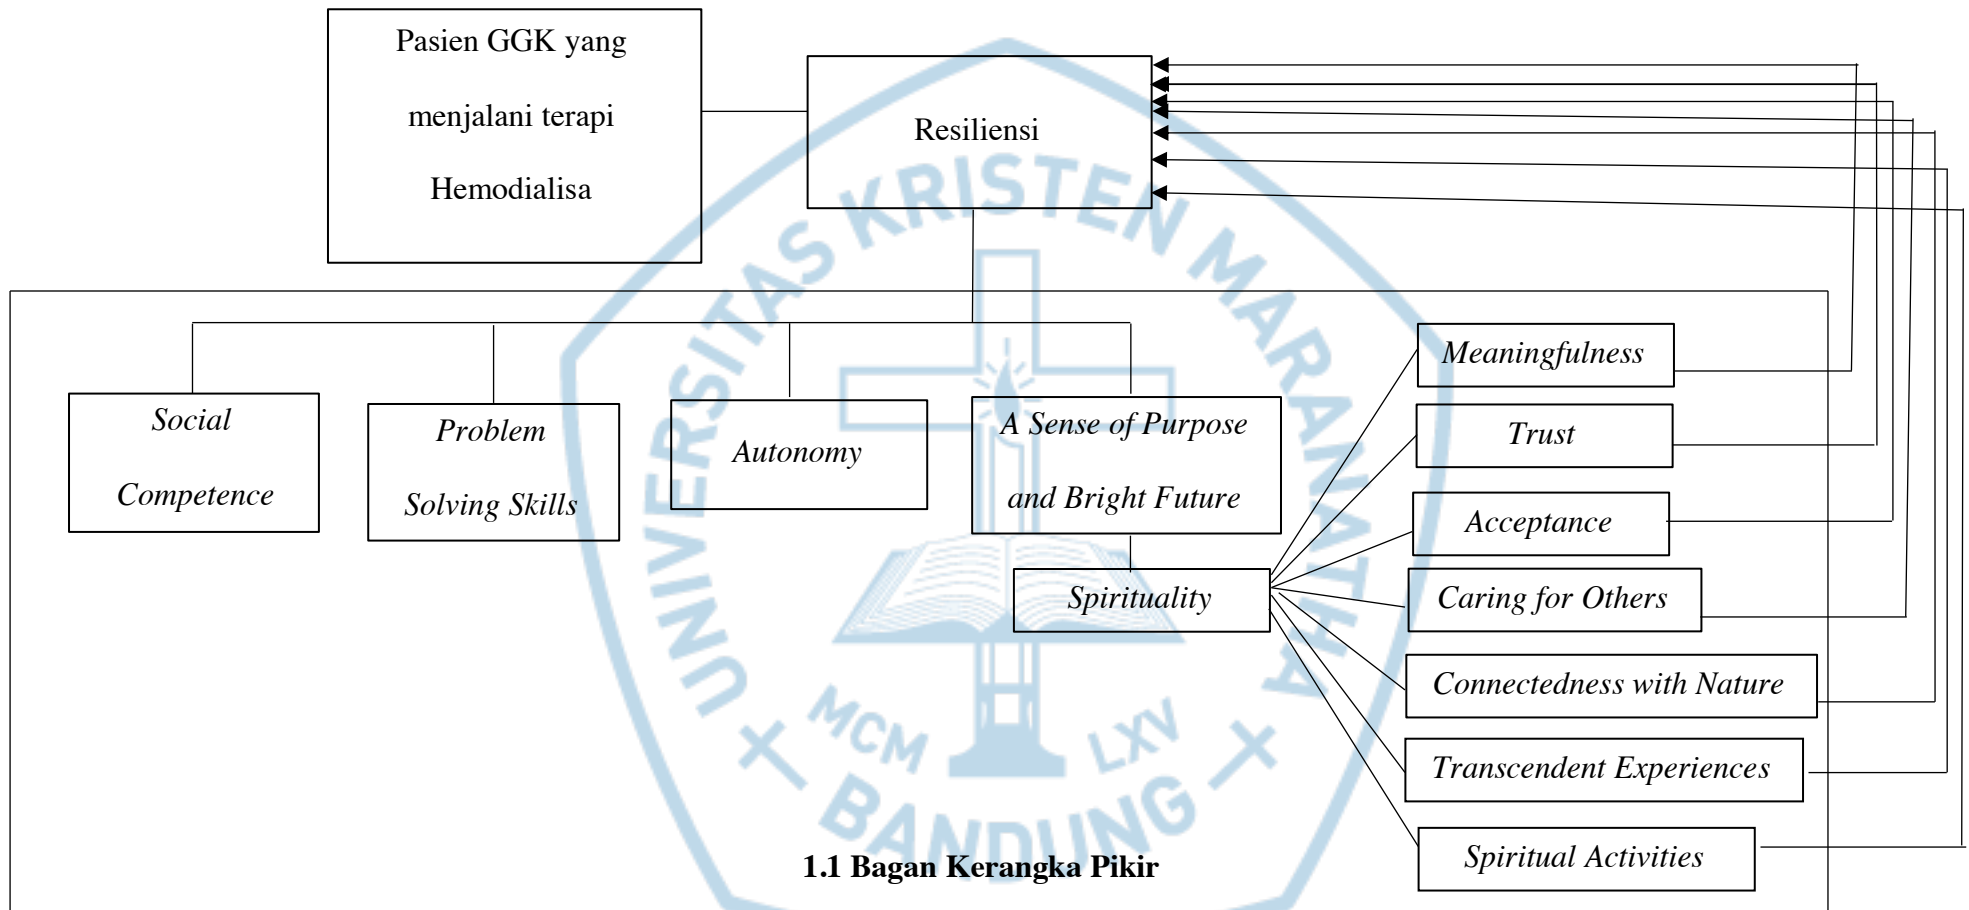 Pasien GGK yang
menjalani terapi
Hemodialisa
Resiliensi
Social
Competence
Problem
Solving Skills
Autonomy
A Sense of Purpose
and Bright Future
Spirituality
Meaningfulness
Trust
Acceptance
Caring for Others
Connectedness with Nature
Transcendent Experiences
Spiritual Activities
1.1 Bagan Kerangka Pikir
UNIVERSITAS KRISTEN MARANATHA
MCM LXV
BANDUNG